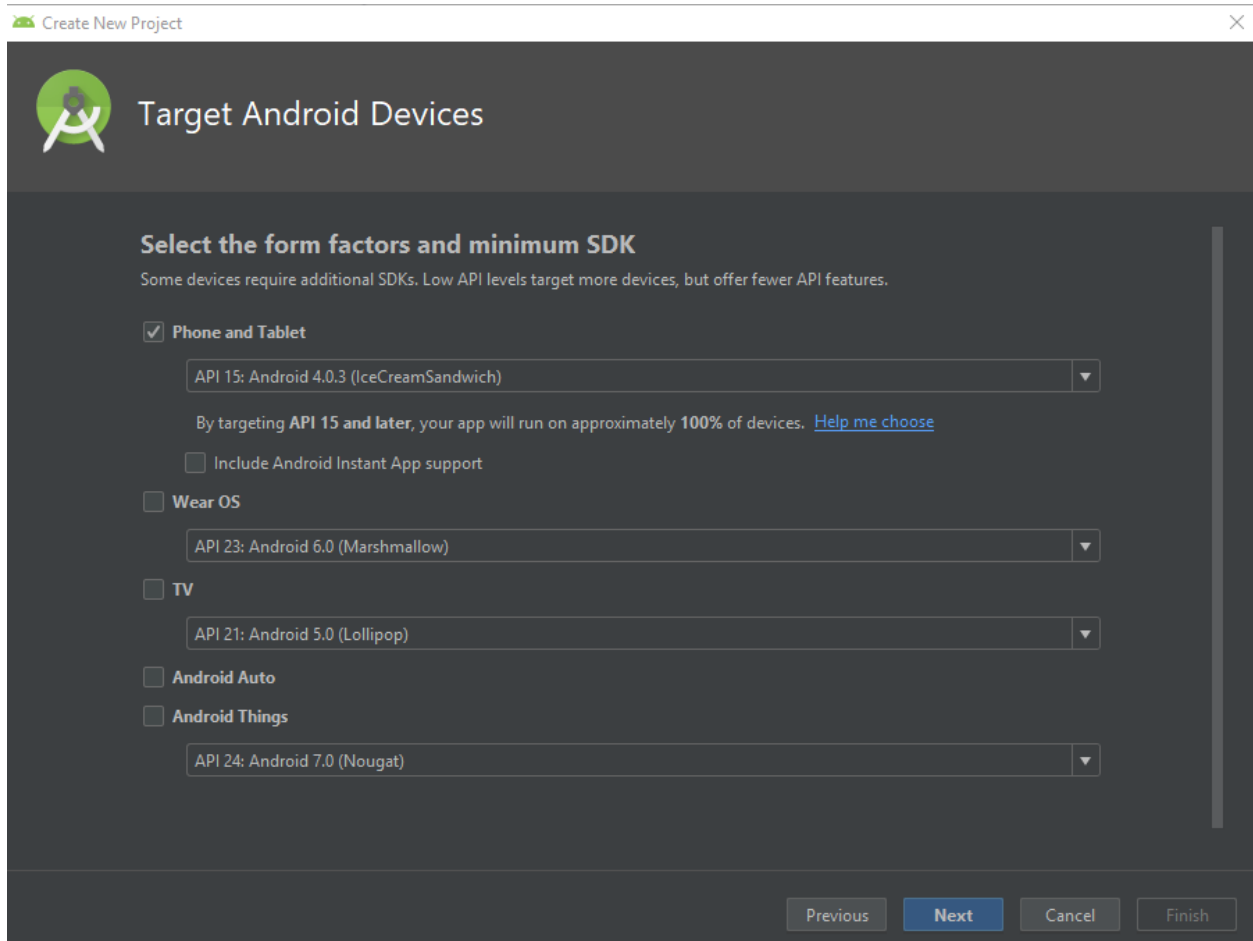 Create New Project
Target Android Devices
Select the form factors and minimum SDK
Some devices require additional SDKs. Low API levels target more devices, but offer fewer API features.
Phone and Tablet
API 15: Android 4.0.3 (IceCreamSandwich)
By targeting API 15 and later, your app will run on approximately 100% of devices. Help me choose
Include Android Instant App support
Wear OS
API 23: Android 6.0 (Marshmallow)
TV
API 21: Android 5.0 (Lollipop)
Android Auto
Android Things
API 24: Android 7.0 (Nougat)
Previous Next Cancel Finish